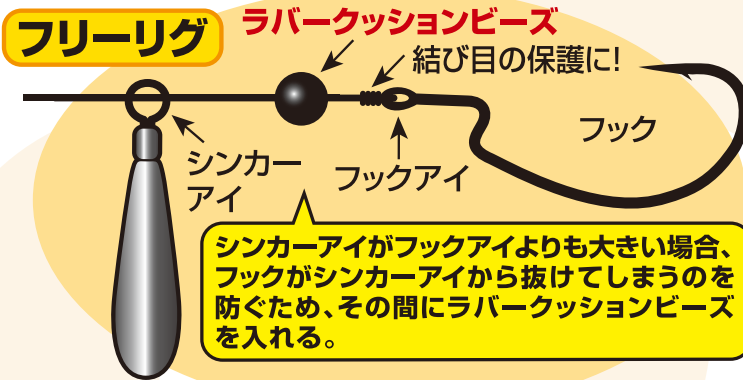 フリーリグ
ラバークッションビーズ
結び目の保護に!
フック
シンカー
アイ
フックアイ
シンカーアイがフックアイよりも大きい場合、
フックがシンカーアイから抜けてしまうのを
防ぐため、その間にラバークッションビーズ
を入れる。